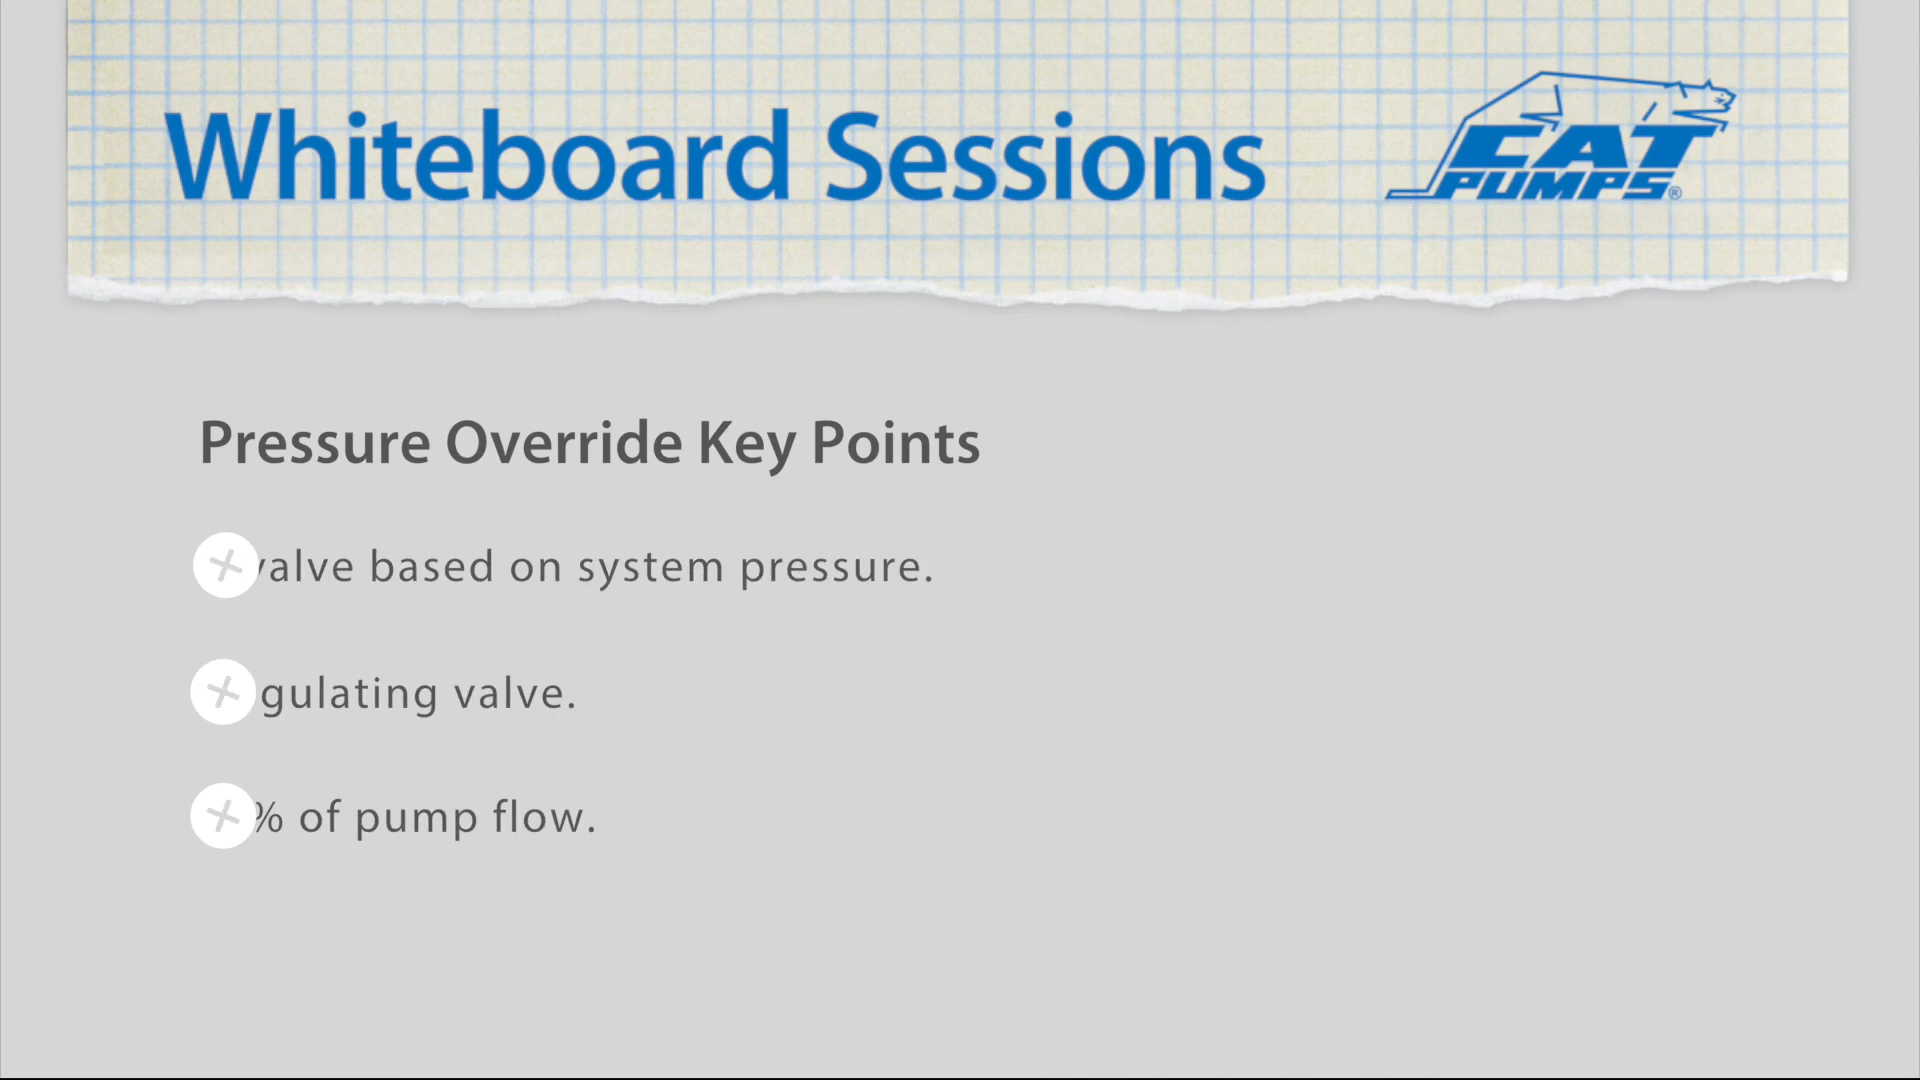 Whiteboard Sessions
CAT
PUMPS®
Pressure Override Key Points
valve based on system pressure.
gulating valve.
% of pump flow.